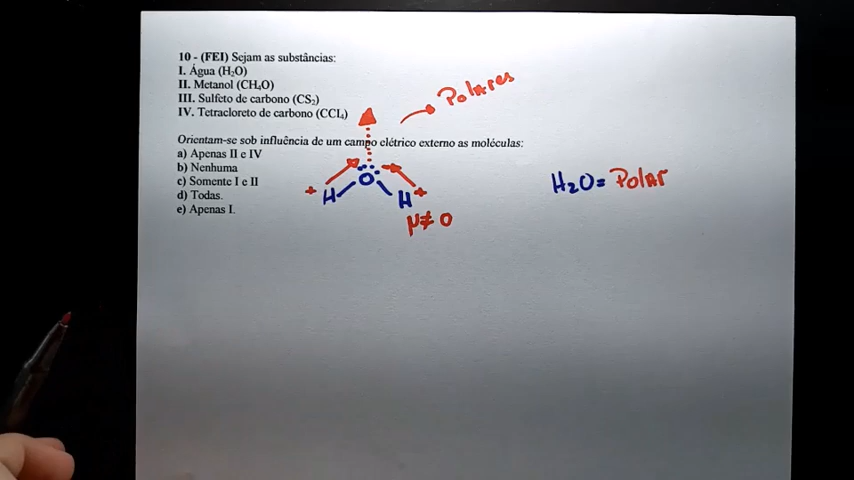 10 - (FEI) Sejam as substâncias:
I. Água (H₂O)
II. Metanol (CH₄O)
III. Sulfeto de carbono (CS₂)
IV. Tetracloreto de carbono (CCl₄)
Polares
Orientam-se sob influência de um campo elétrico externo as moléculas:
a) Apenas II e IV
b) Nenhuma
c) Somente I e II
d) Todas.
e) Apenas I.
+ H O H +
μ≠ 0
H₂O = Polar